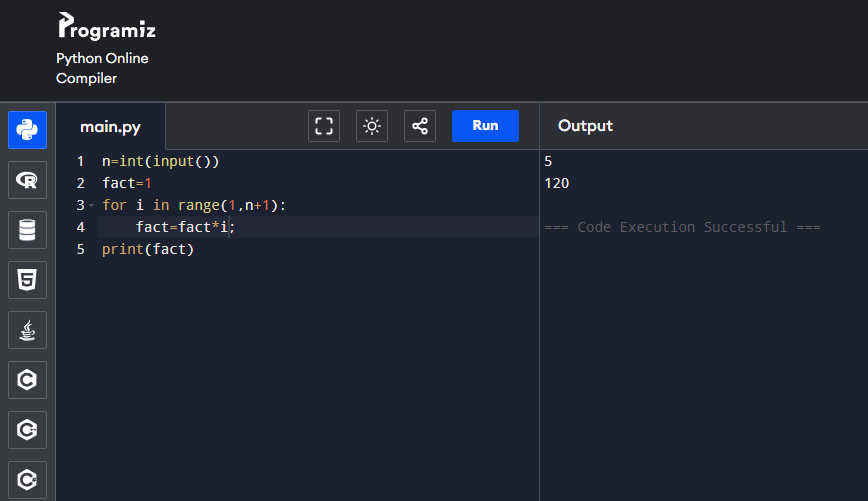 Programiz
Python Online
Compiler
main.py
Run
Output
1 n=int(input())
2 fact=1
3 for i in range(1,n+1):
4     fact=fact*i;
5 print(fact)
5
120
=== Code Execution Successful ===